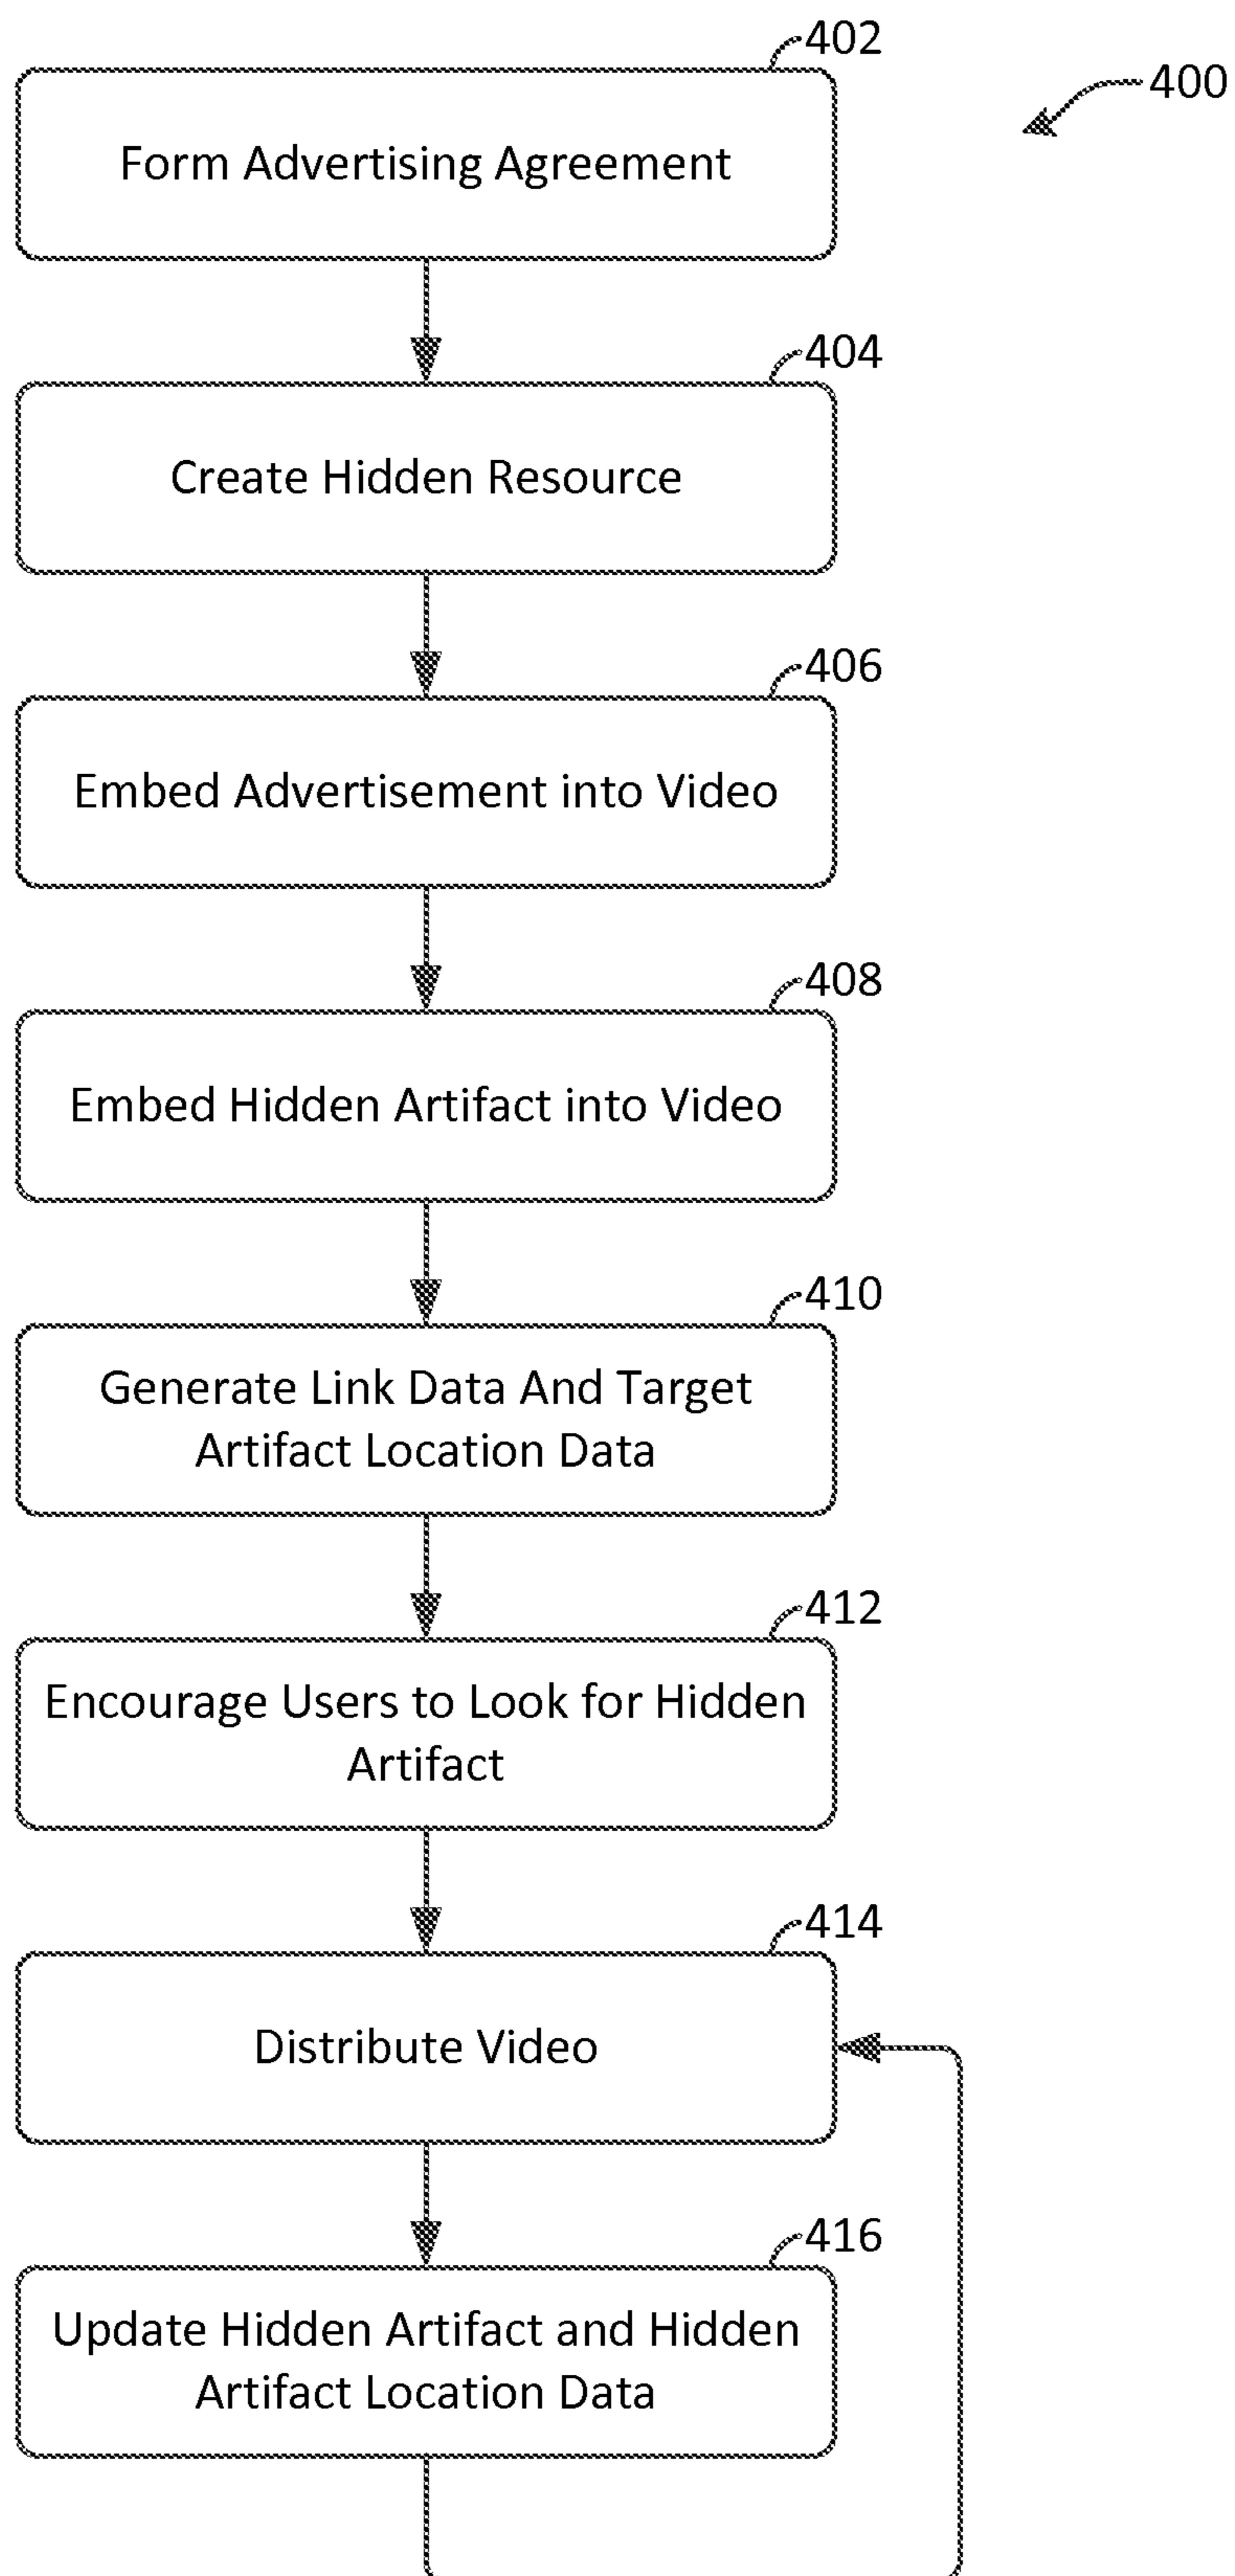 402
400
Form Advertising Agreement
404
Create Hidden Resource
406
Embed Advertisement into Video
408
Embed Hidden Artifact into Video
410
Generate Link Data And Target
Artifact Location Data
412
Encourage Users to Look for Hidden
Artifact
414
Distribute Video
416
Update Hidden Artifact and Hidden
Artifact Location Data